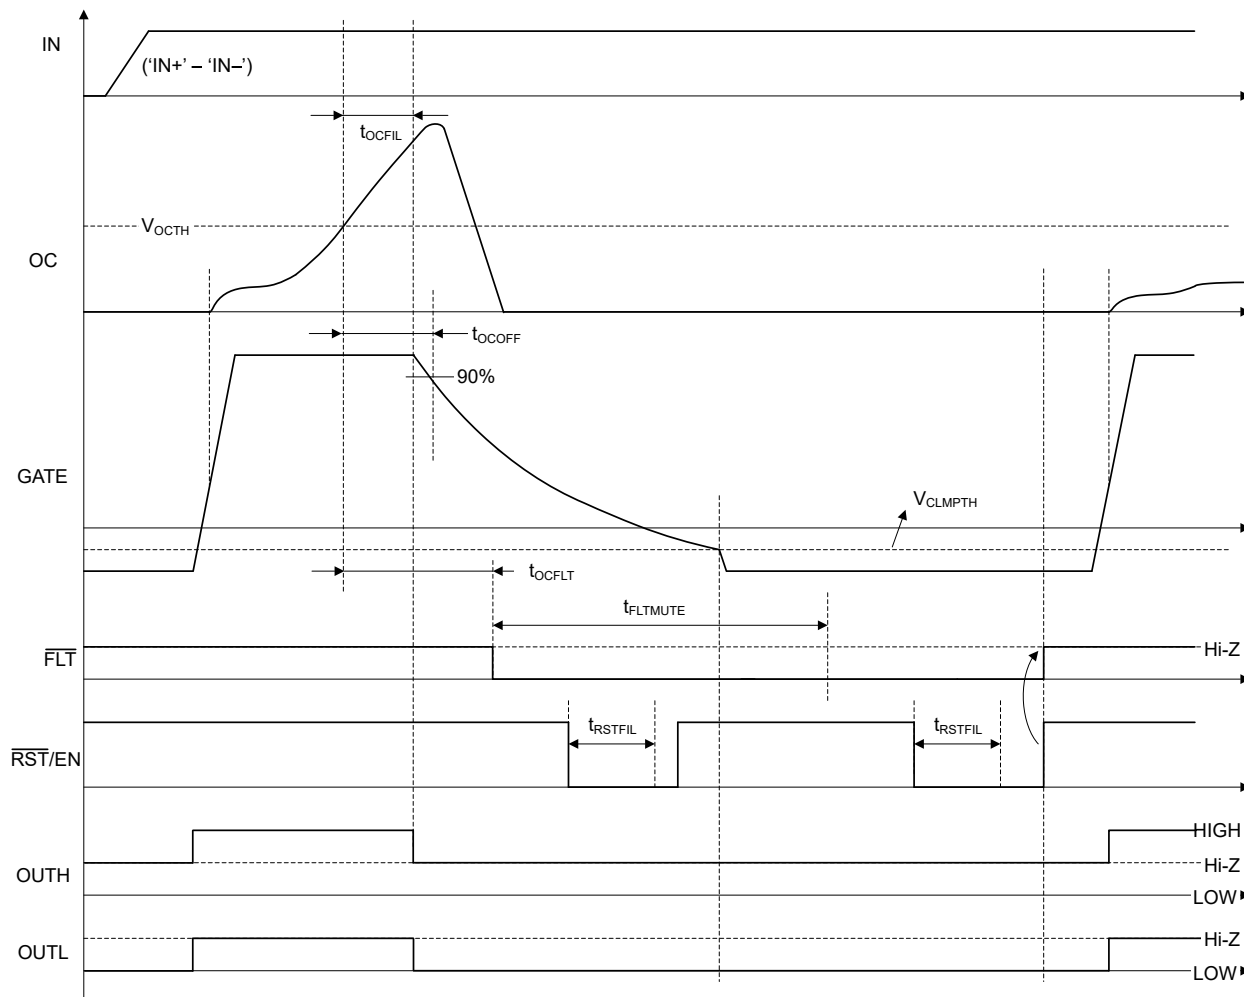 IN
('IN+' – 'IN–')
tOCFIL
VOCTH
OC
tOCOFF
90%
GATE
VCLMPTH
tOCFLT
tFLTMUTE
FLT
Hi-Z
tRSTFIL
tRSTFIL
RST/EN
HIGH
OUTH
Hi-Z
LOW
OUTL
Hi-Z
LOW